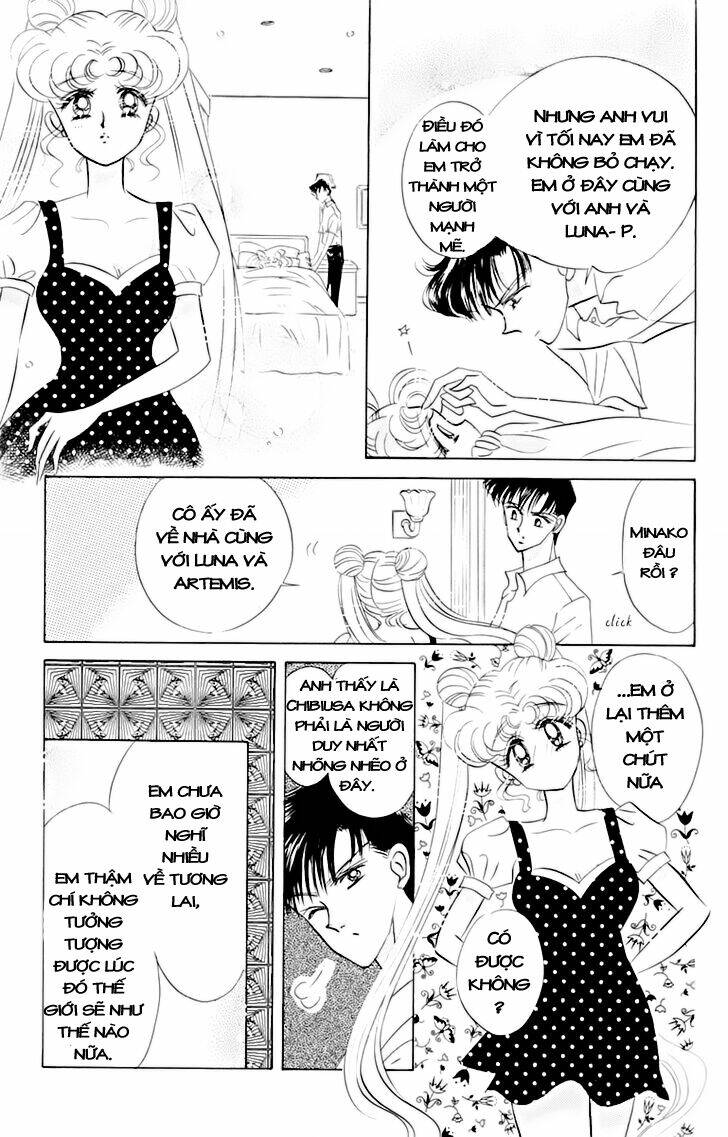 NHƯNG ANH VUI
VÌ TỐI NAY EM ĐÃ
KHÔNG BỎ CHẠY.
EM Ở ĐÂY CÙNG
VỚI ANH VÀ
LUNA- P.
ĐIỀU ĐÓ
LÀM CHO
EM TRỞ
THÀNH MỘT
NGƯỜI
MẠNH
MẼ.
CÔ ẤY ĐÃ
VỀ NHÀ CÙNG
VỚI LUNA VÀ
ARTEMIS.
MINAKO
ĐÂU
RỒI ?
click
ANH THẤY LÀ
CHIBIUSA KHÔNG
PHẢI LÀ NGƯỜI
DUY NHẤT
NHÕNG NHẼO Ở
ĐÂY.
...EM Ở
LẠI THÊM
MỘT
CHÚT
NỮA
CÓ
ĐƯỢC
KHÔNG
?
EM CHƯA
BAO GIỜ
NGHĨ
NHIỀU
VỀ TƯƠNG
LAI,
EM THẬM
CHÍ KHÔNG
TƯỞNG
TƯỢNG
ĐƯỢC LÚC
ĐÓ THẾ
GIỚI SẼ NHƯ
THẾ NÀO
NỮA.